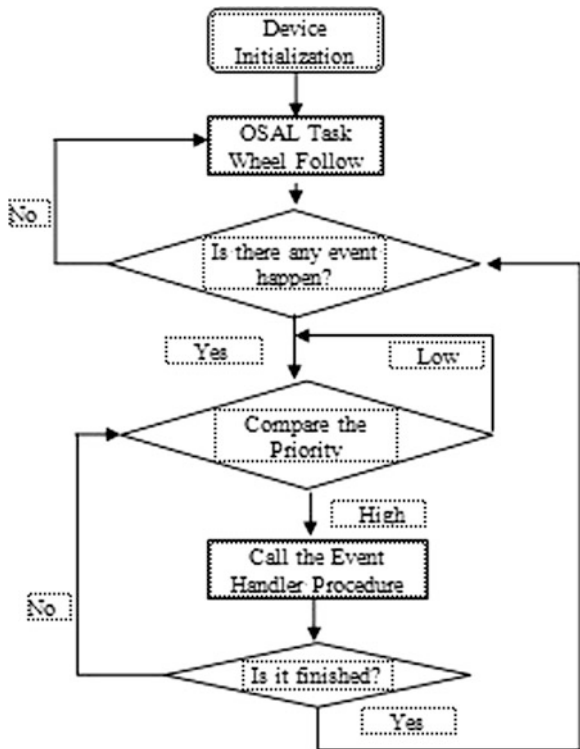 Device
Initialization
OSAL Task
Wheel Follow
No
Is there any event
happen?
Yes
Low
Compare the
Priority
High
Call the Event
Handler Procedure
No
Is it finished?
Yes